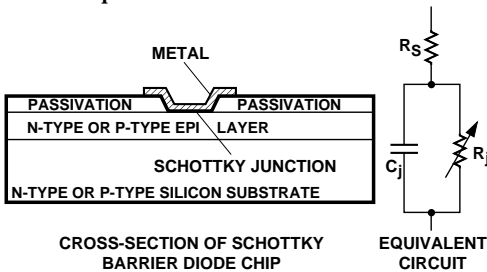 METAL
PASSIVATION PASSIVATION
N-TYPE OR P-TYPE EPI LAYER
SCHOTTKY JUNCTION
N-TYPE OR P-TYPE SILICON SUBSTRATE
CROSS-SECTION OF SCHOTTKY
BARRIER DIODE CHIP
RS
Cj
Rj
EQUIVALENT
CIRCUIT